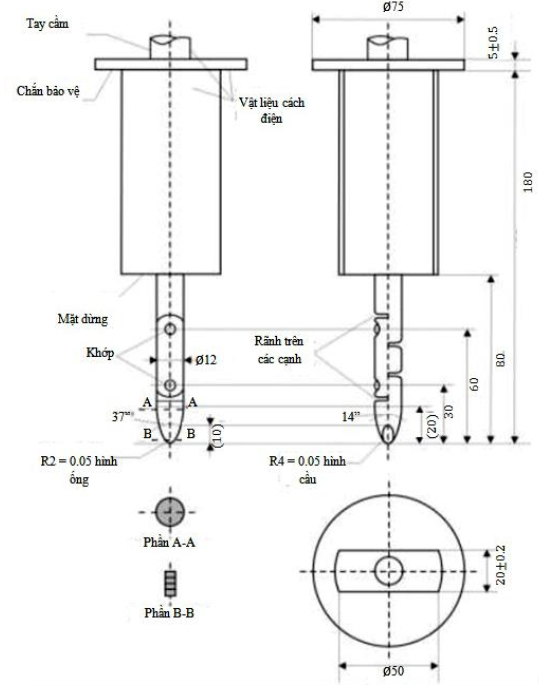 Tay cầm
Ø75
5±0.5
Chắn bảo vệ
Vật liệu cách
điện
180
Mặt dừng
Khớp
Ø12
Rãnh trên
các cạnh
80
60
30
(20)
A A
37”°
14”
B B
(10)
R2 = 0.05 hình
ống
R4 = 0.05 hình
cầu
Phần A-A
Phần B-B
20±0.2
Ø50